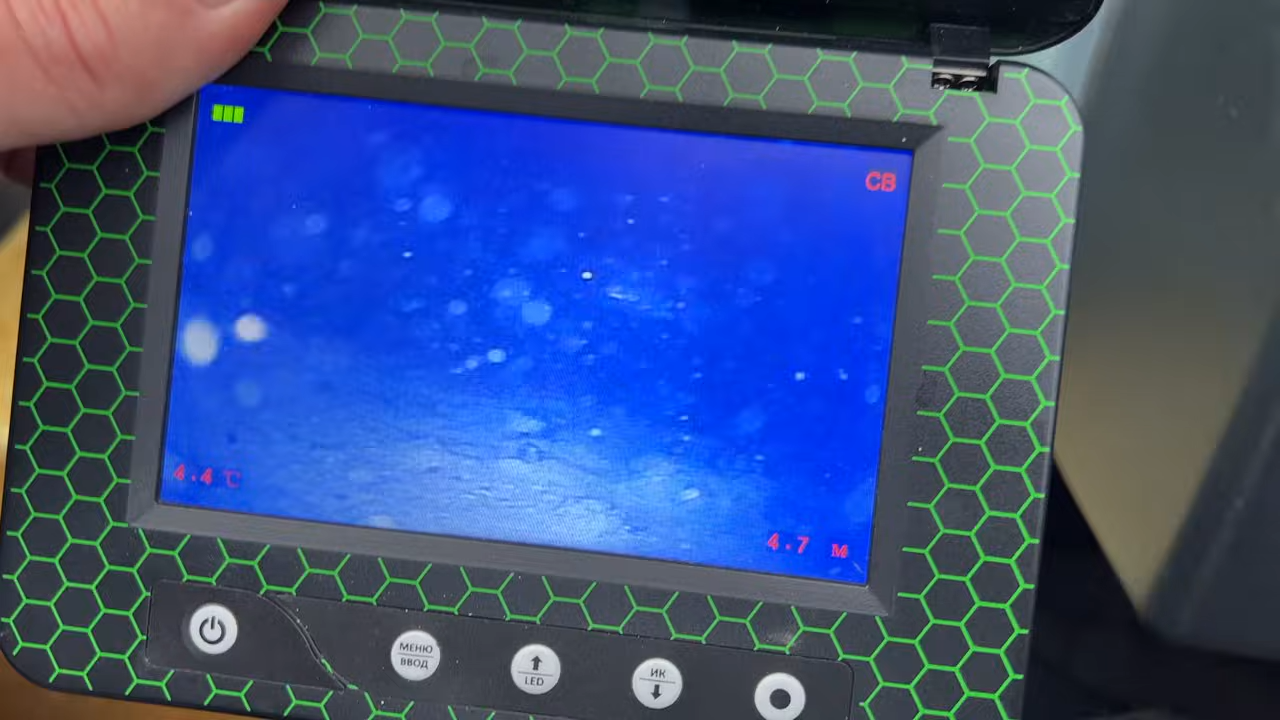 СВ
4.4 ℃
4.7 м
МЕНЮ
ВВОД
LED
ИК